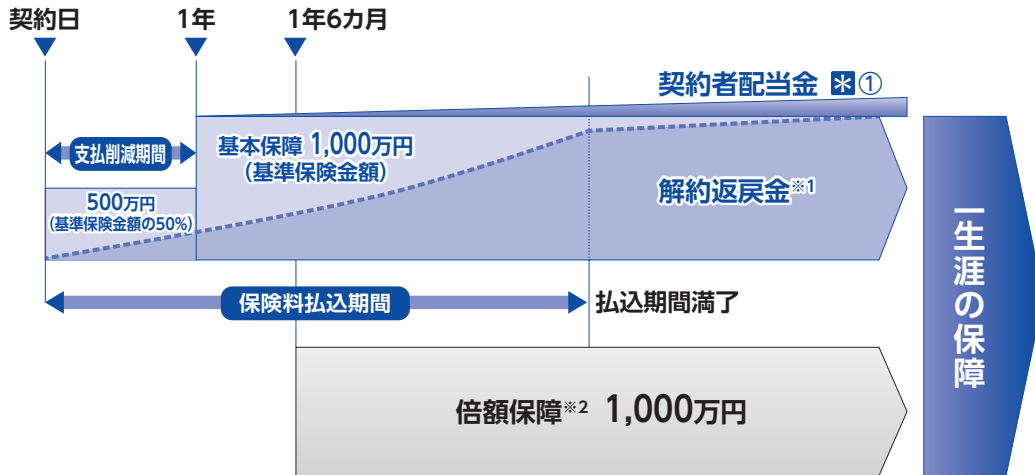 契約日
1年
1年6カ月
契約者配当金 *①
支払削減期間
基本保障 1,000万円
(基準保険金額)
500万円
(基準保険金額の50%)
解約返戻金※1
保険料払込期間
払込期間満了
倍額保障※2 1,000万円
一生涯の保障